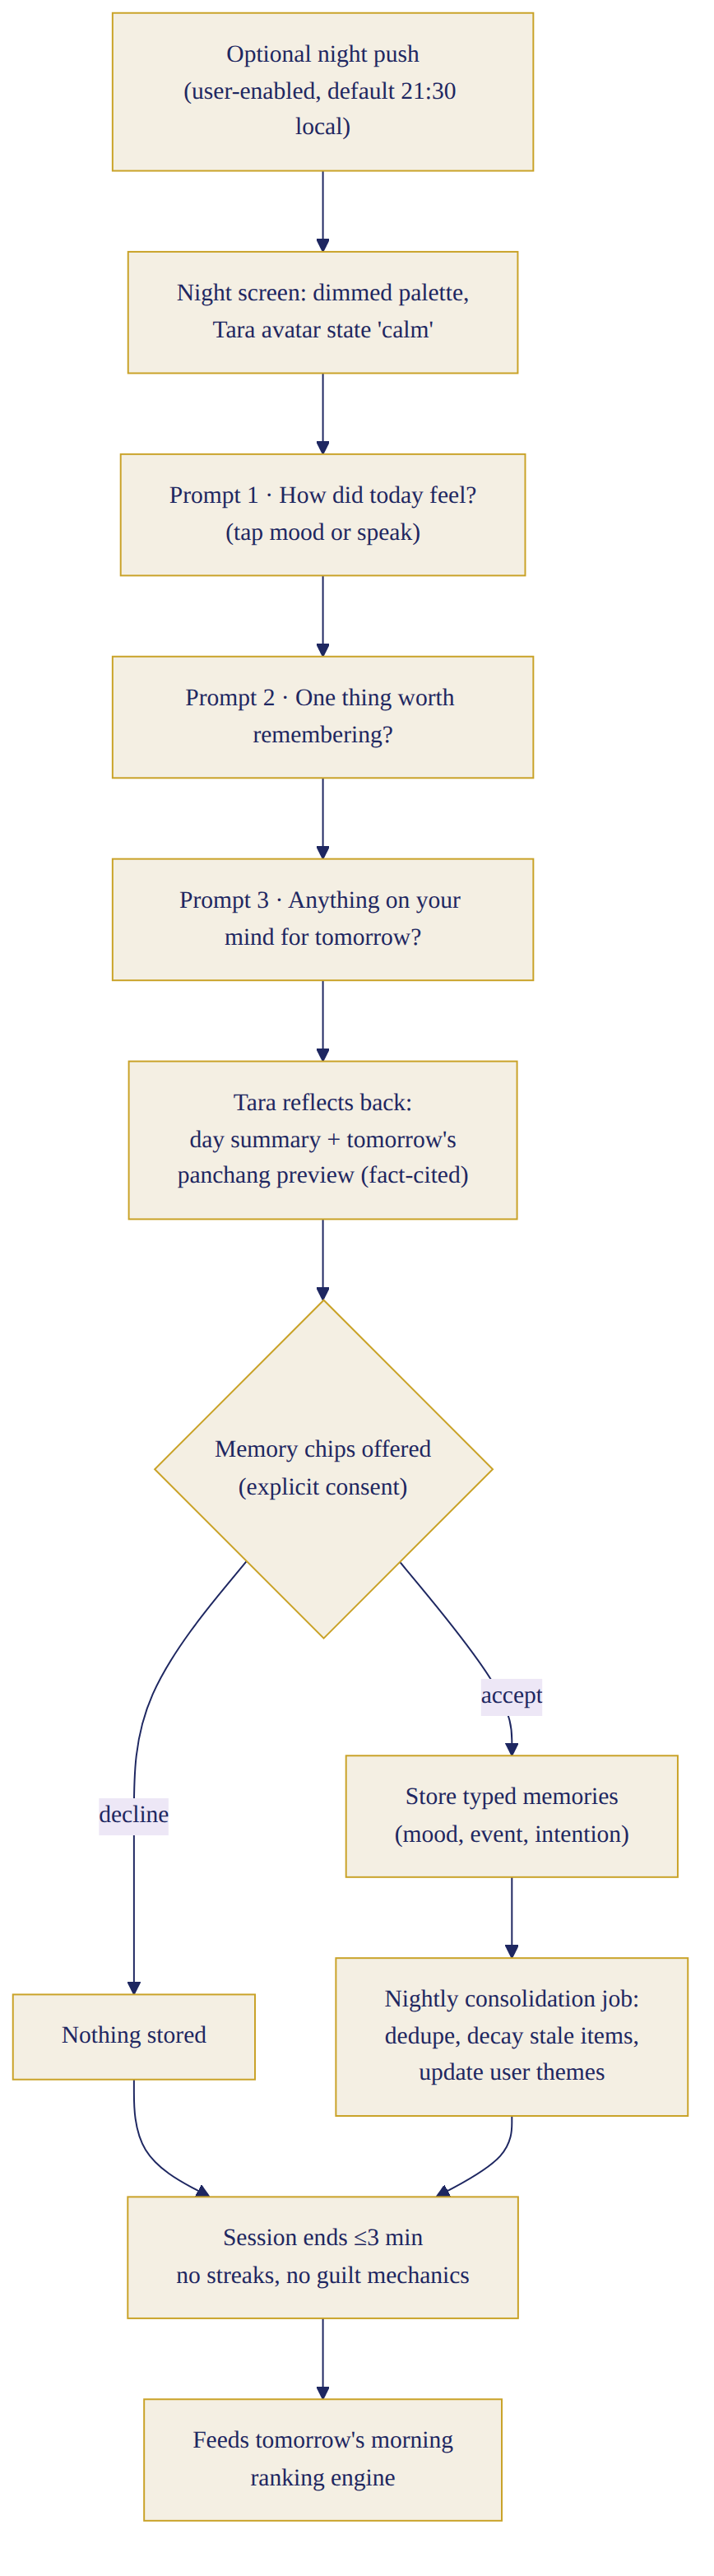 Optional night push
(user-enabled, default 21:30
local)
Night screen: dimmed palette,
Tara avatar state 'calm'
Prompt 1 · How did today feel?
(tap mood or speak)
Prompt 2 · One thing worth
remembering?
Prompt 3 · Anything on your
mind for tomorrow?
Tara reflects back:
day summary + tomorrow's
panchang preview (fact-cited)
Memory chips offered
(explicit consent)
accept
decline
Store typed memories
(mood, event, intention)
Nightly consolidation job:
dedupe, decay stale items,
update user themes
Nothing stored
Session ends ≤3 min
no streaks, no guilt mechanics
Feeds tomorrow's morning
ranking engine